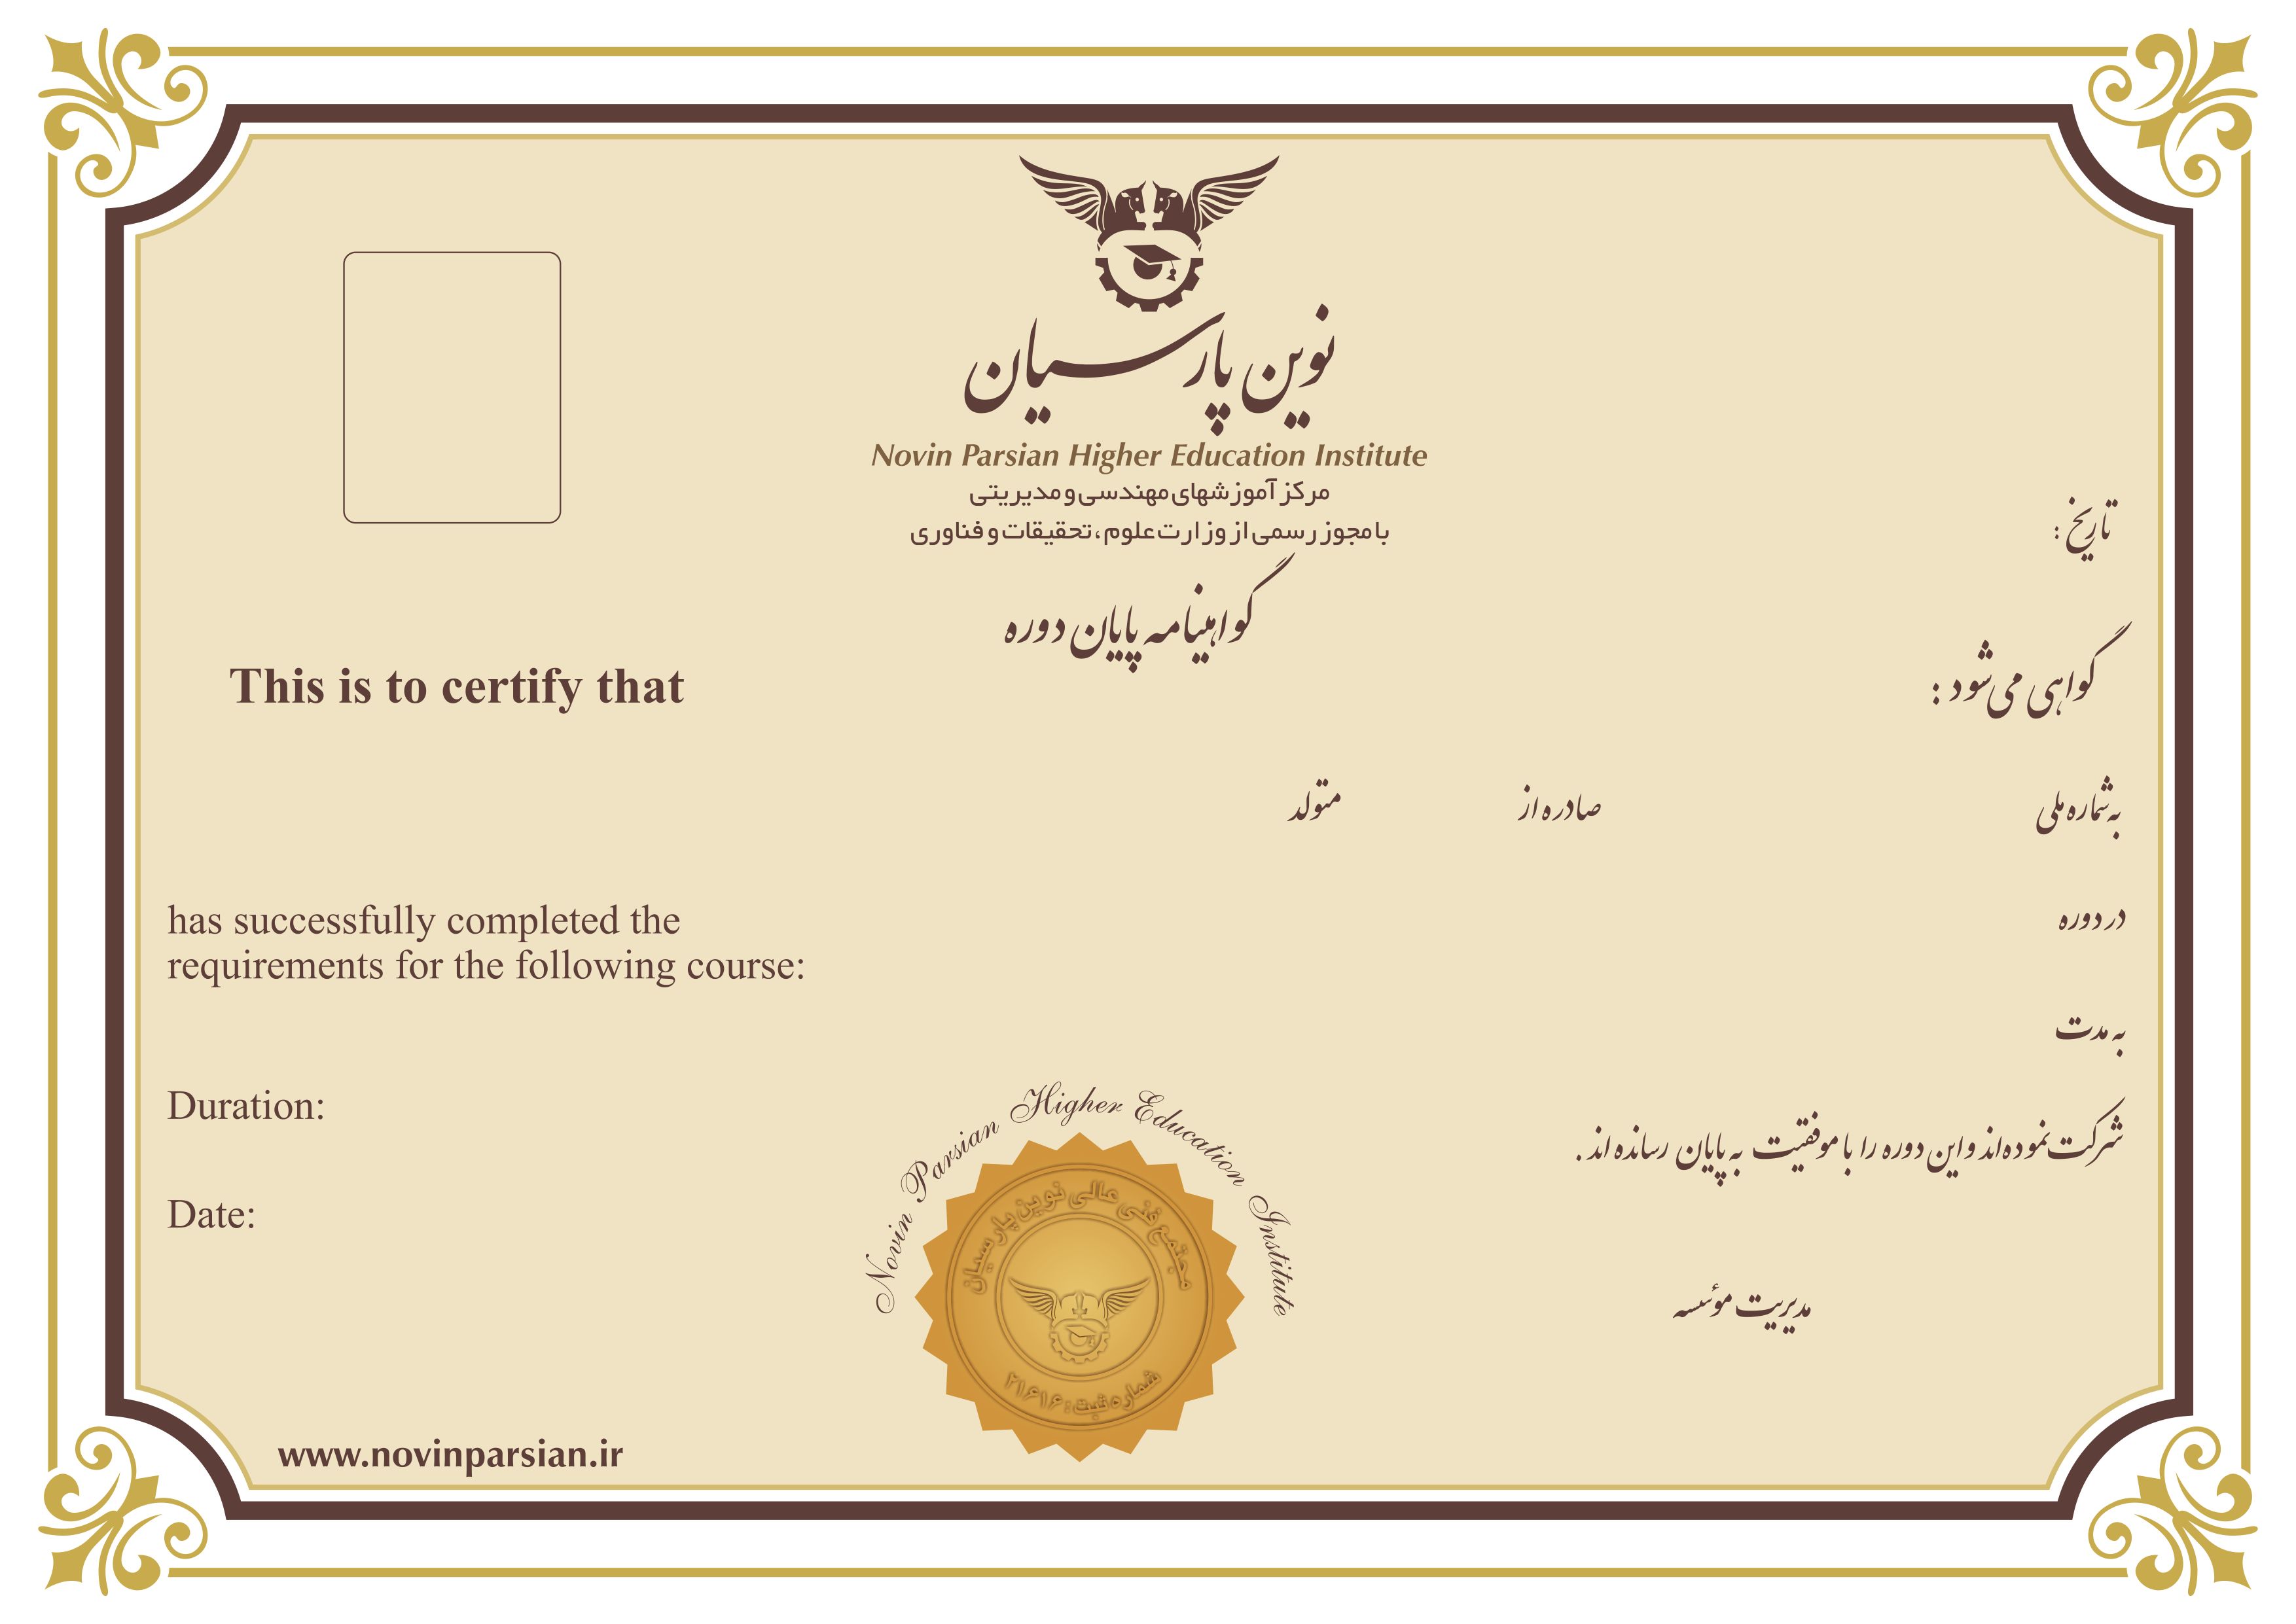 نوین پارسیان
Novin Parsian Higher Education Institute
مرکز آموزشهای مهندسی و مدیریتی
با مجوز رسمی از وزارت علوم، تحقیقات و فناوری
گواهینامه پایان دوره
تاریخ :
گواهی می‌شود :
به شماره ملی صادره از متولد
در دوره
به مدت
شرکت نموده‌اند و این دوره را با موفقیت به پایان رسانده اند .
مدیریت موئسسه
This is to certify that
has successfully completed the
requirements for the following course:
Duration:
Date:
Novin Parsian Higher Education Institute
مجتمع فنی عالی نوین پارسیان
شماره ثبت: ۲۱۶۱۶
www.novinparsian.ir